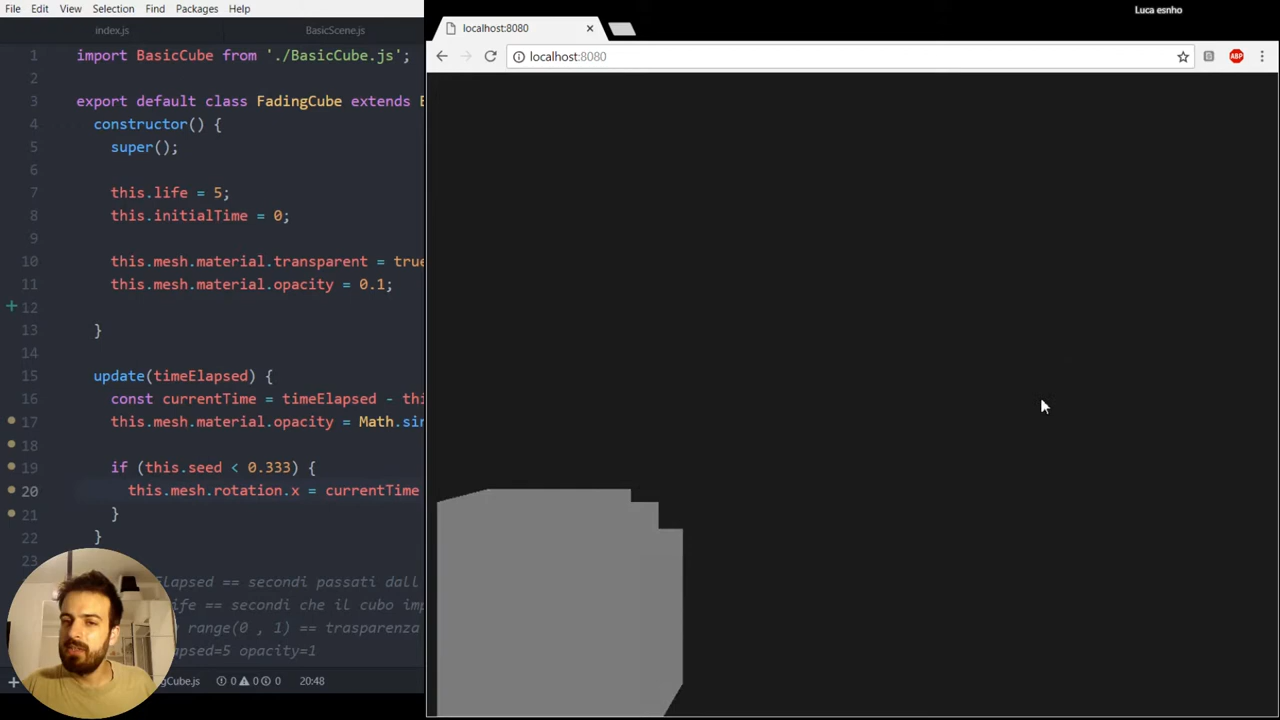 File Edit View Selection Find Packages Help
Luca esnho
index.js BasicScene.js
localhost:8080
localhost:8080
ABP
1 import BasicCube from './BasicCube.js';
2
3 export default class FadingCube extends
4 constructor() {
5 super();
6
7 this.life = 5;
8 this.initialTime = 0;
9
10 this.mesh.material.transparent = true
11 this.mesh.material.opacity = 0.1;
+ 12
13 }
14
15 update(timeElapsed) {
16 const currentTime = timeElapsed - thi
17 this.mesh.material.opacity = Math.sin
18
19 if (this.seed < 0.333) {
20 this.mesh.rotation.x = currentTime
21 }
22 }
23
Elapsed == secondi passati dall
ife == secondi che il cubo imp
range(0 , 1) == trasparenza
apsed=5 opacity=1
+ gCube.js 0 0 0 20:48